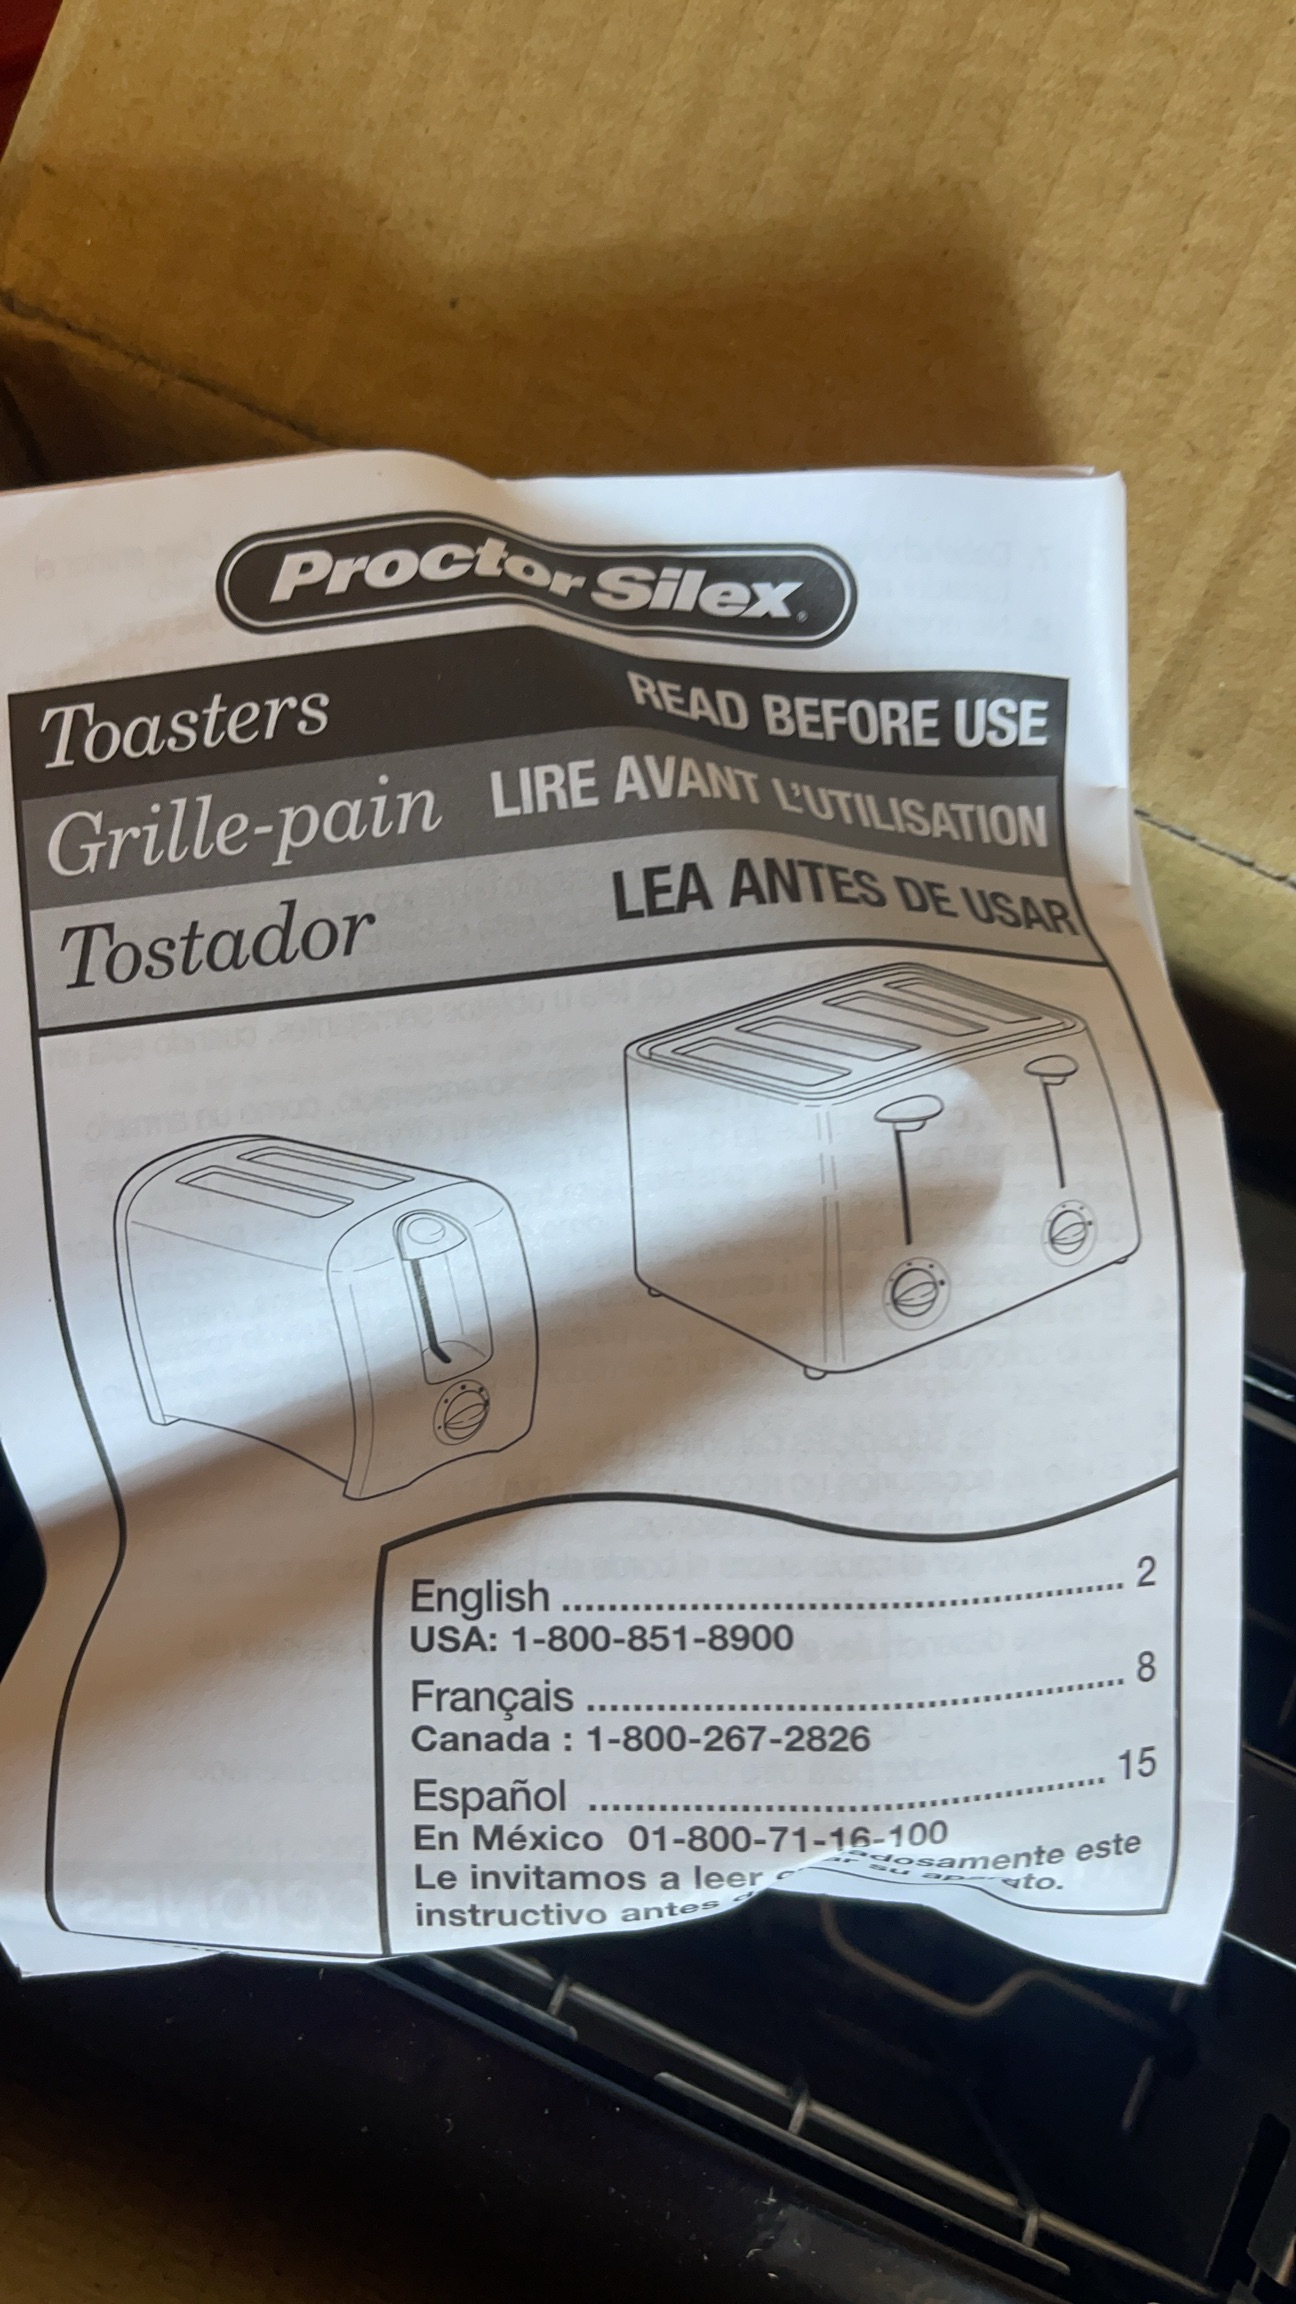 Proctor Silex®
Toasters READ BEFORE USE
Grille-pain LIRE AVANT L'UTILISATION
Tostador LEA ANTES DE USAR
English ........................................ 2
USA: 1-800-851-8900
Français ........................................ 8
Canada : 1-800-267-2826
Español ........................................ 15
En México 01-800-71-16-100
Le invitamos a leer adosamente este
instructivo antes su